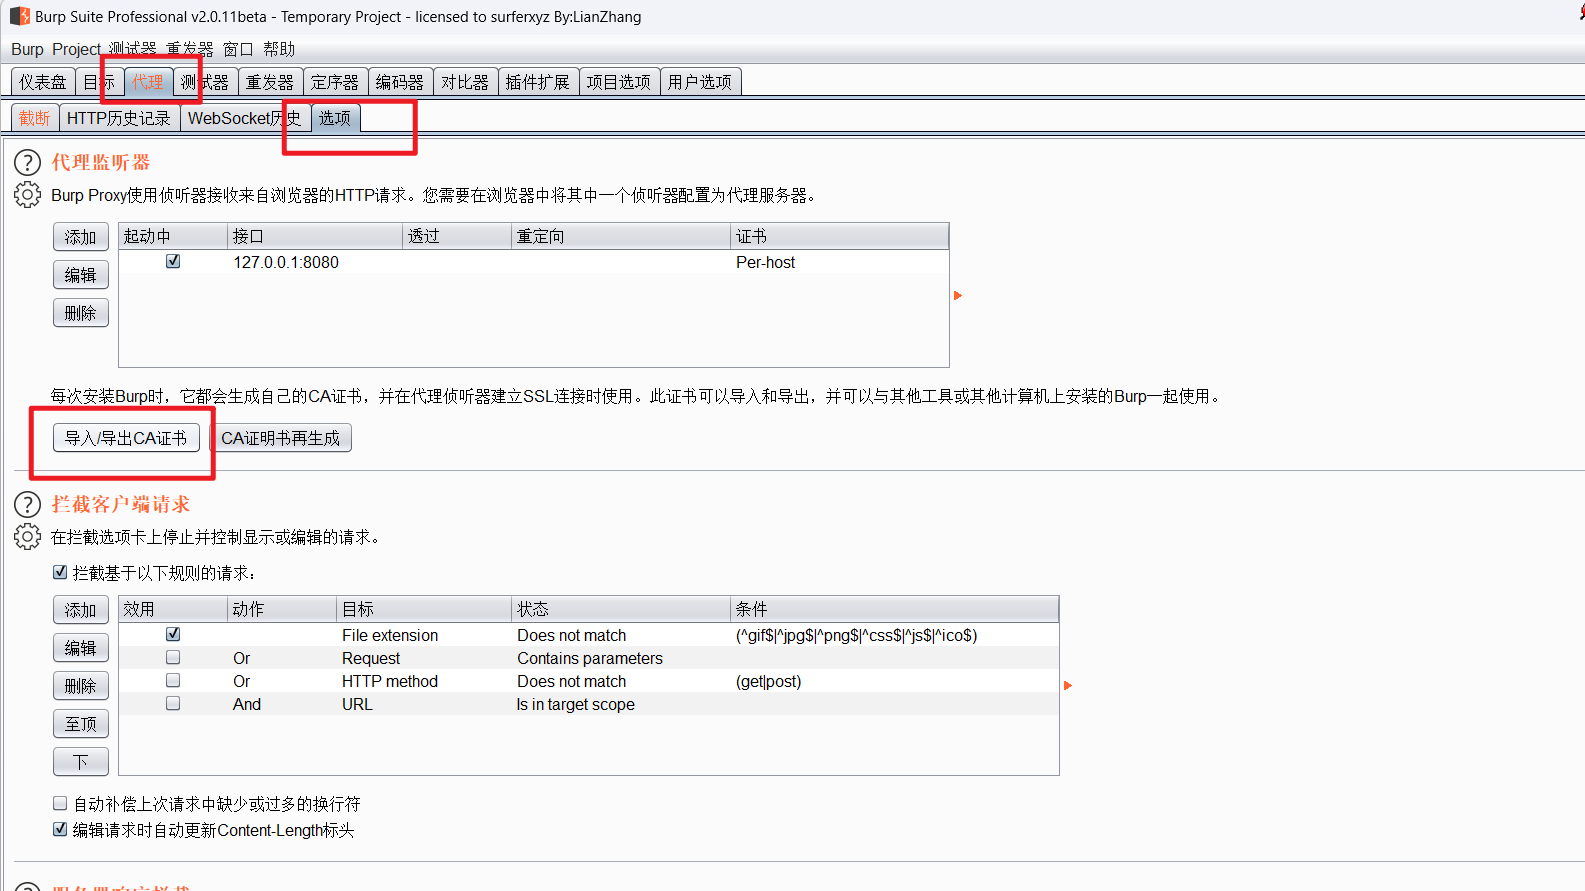 Burp Suite Professional v2.0.11beta - Temporary Project - licensed to surferxyz By:LianZhang
Burp Project 测试器 重发器 窗口 帮助
仪表盘 目标 代理 测试器 重发器 定序器 编码器 对比器 插件扩展 项目选项 用户选项
截断 HTTP历史记录 WebSocket历史 选项
? 代理监听器
Burp Proxy使用侦听器接收来自浏览器的HTTP请求。您需要在浏览器中将其中一个侦听器配置为代理服务器。
添加 起动中 接口 透过 重定向 证书
127.0.0.1:8080 Per-host
编辑
删除
每次安装Burp时，它都会生成自己的CA证书，并在代理侦听器建立SSL连接时使用。此证书可以导入和导出，并可以与其他工具或其他计算机上安装的Burp一起使用。
导入/导出CA证书 CA证明书再生成
? 拦截客户端请求
在拦截选项卡上停止并控制显示或编辑的请求。
拦截基于以下规则的请求：
添加 效用 动作 目标 状态 条件
File extension Does not match (^gif$|^jpg$|^png$|^css$|^js$|^ico$)
编辑 Or Request Contains parameters
删除 Or HTTP method Does not match (get|post)
And URL Is in target scope
至顶
下
自动补偿上次请求中缺少或过多的换行符
编辑请求时自动更新Content-Length标头